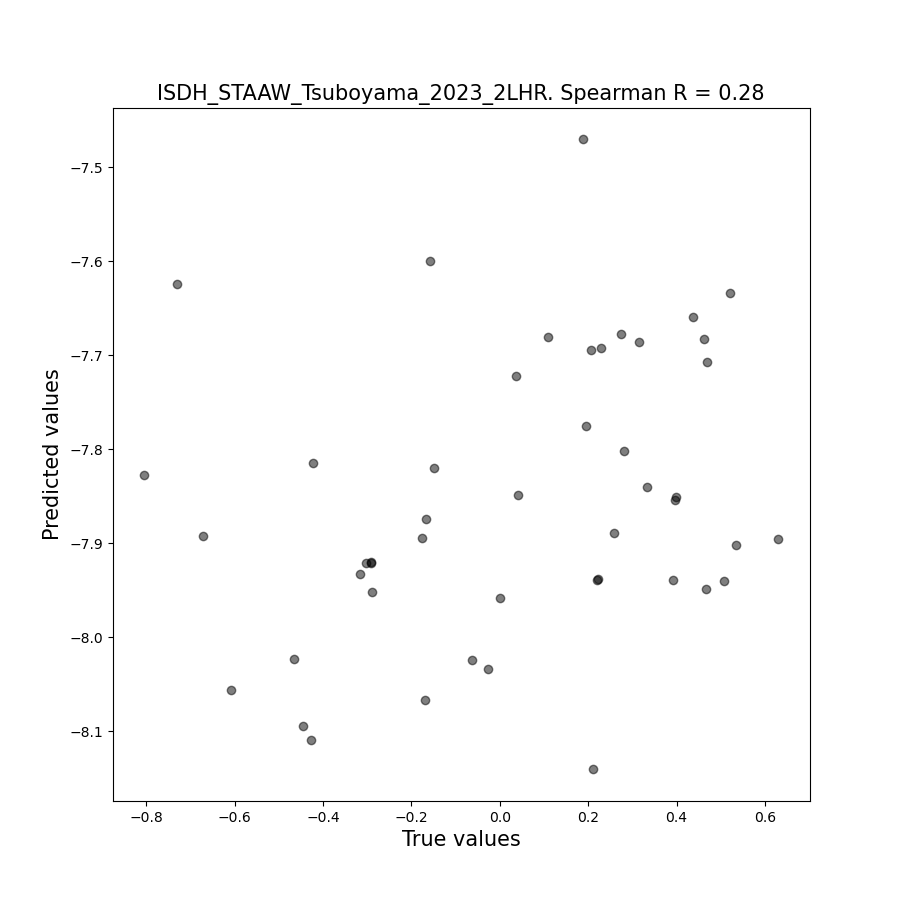 ISDH_STAAW_Tsuboyama_2023_2LHR. Spearman R = 0.28
Predicted values
−7.5
−7.6
−7.7
−7.8
−7.9
−8.0
−8.1
−0.8 −0.6 −0.4 −0.2 0.0 0.2 0.4 0.6
True values